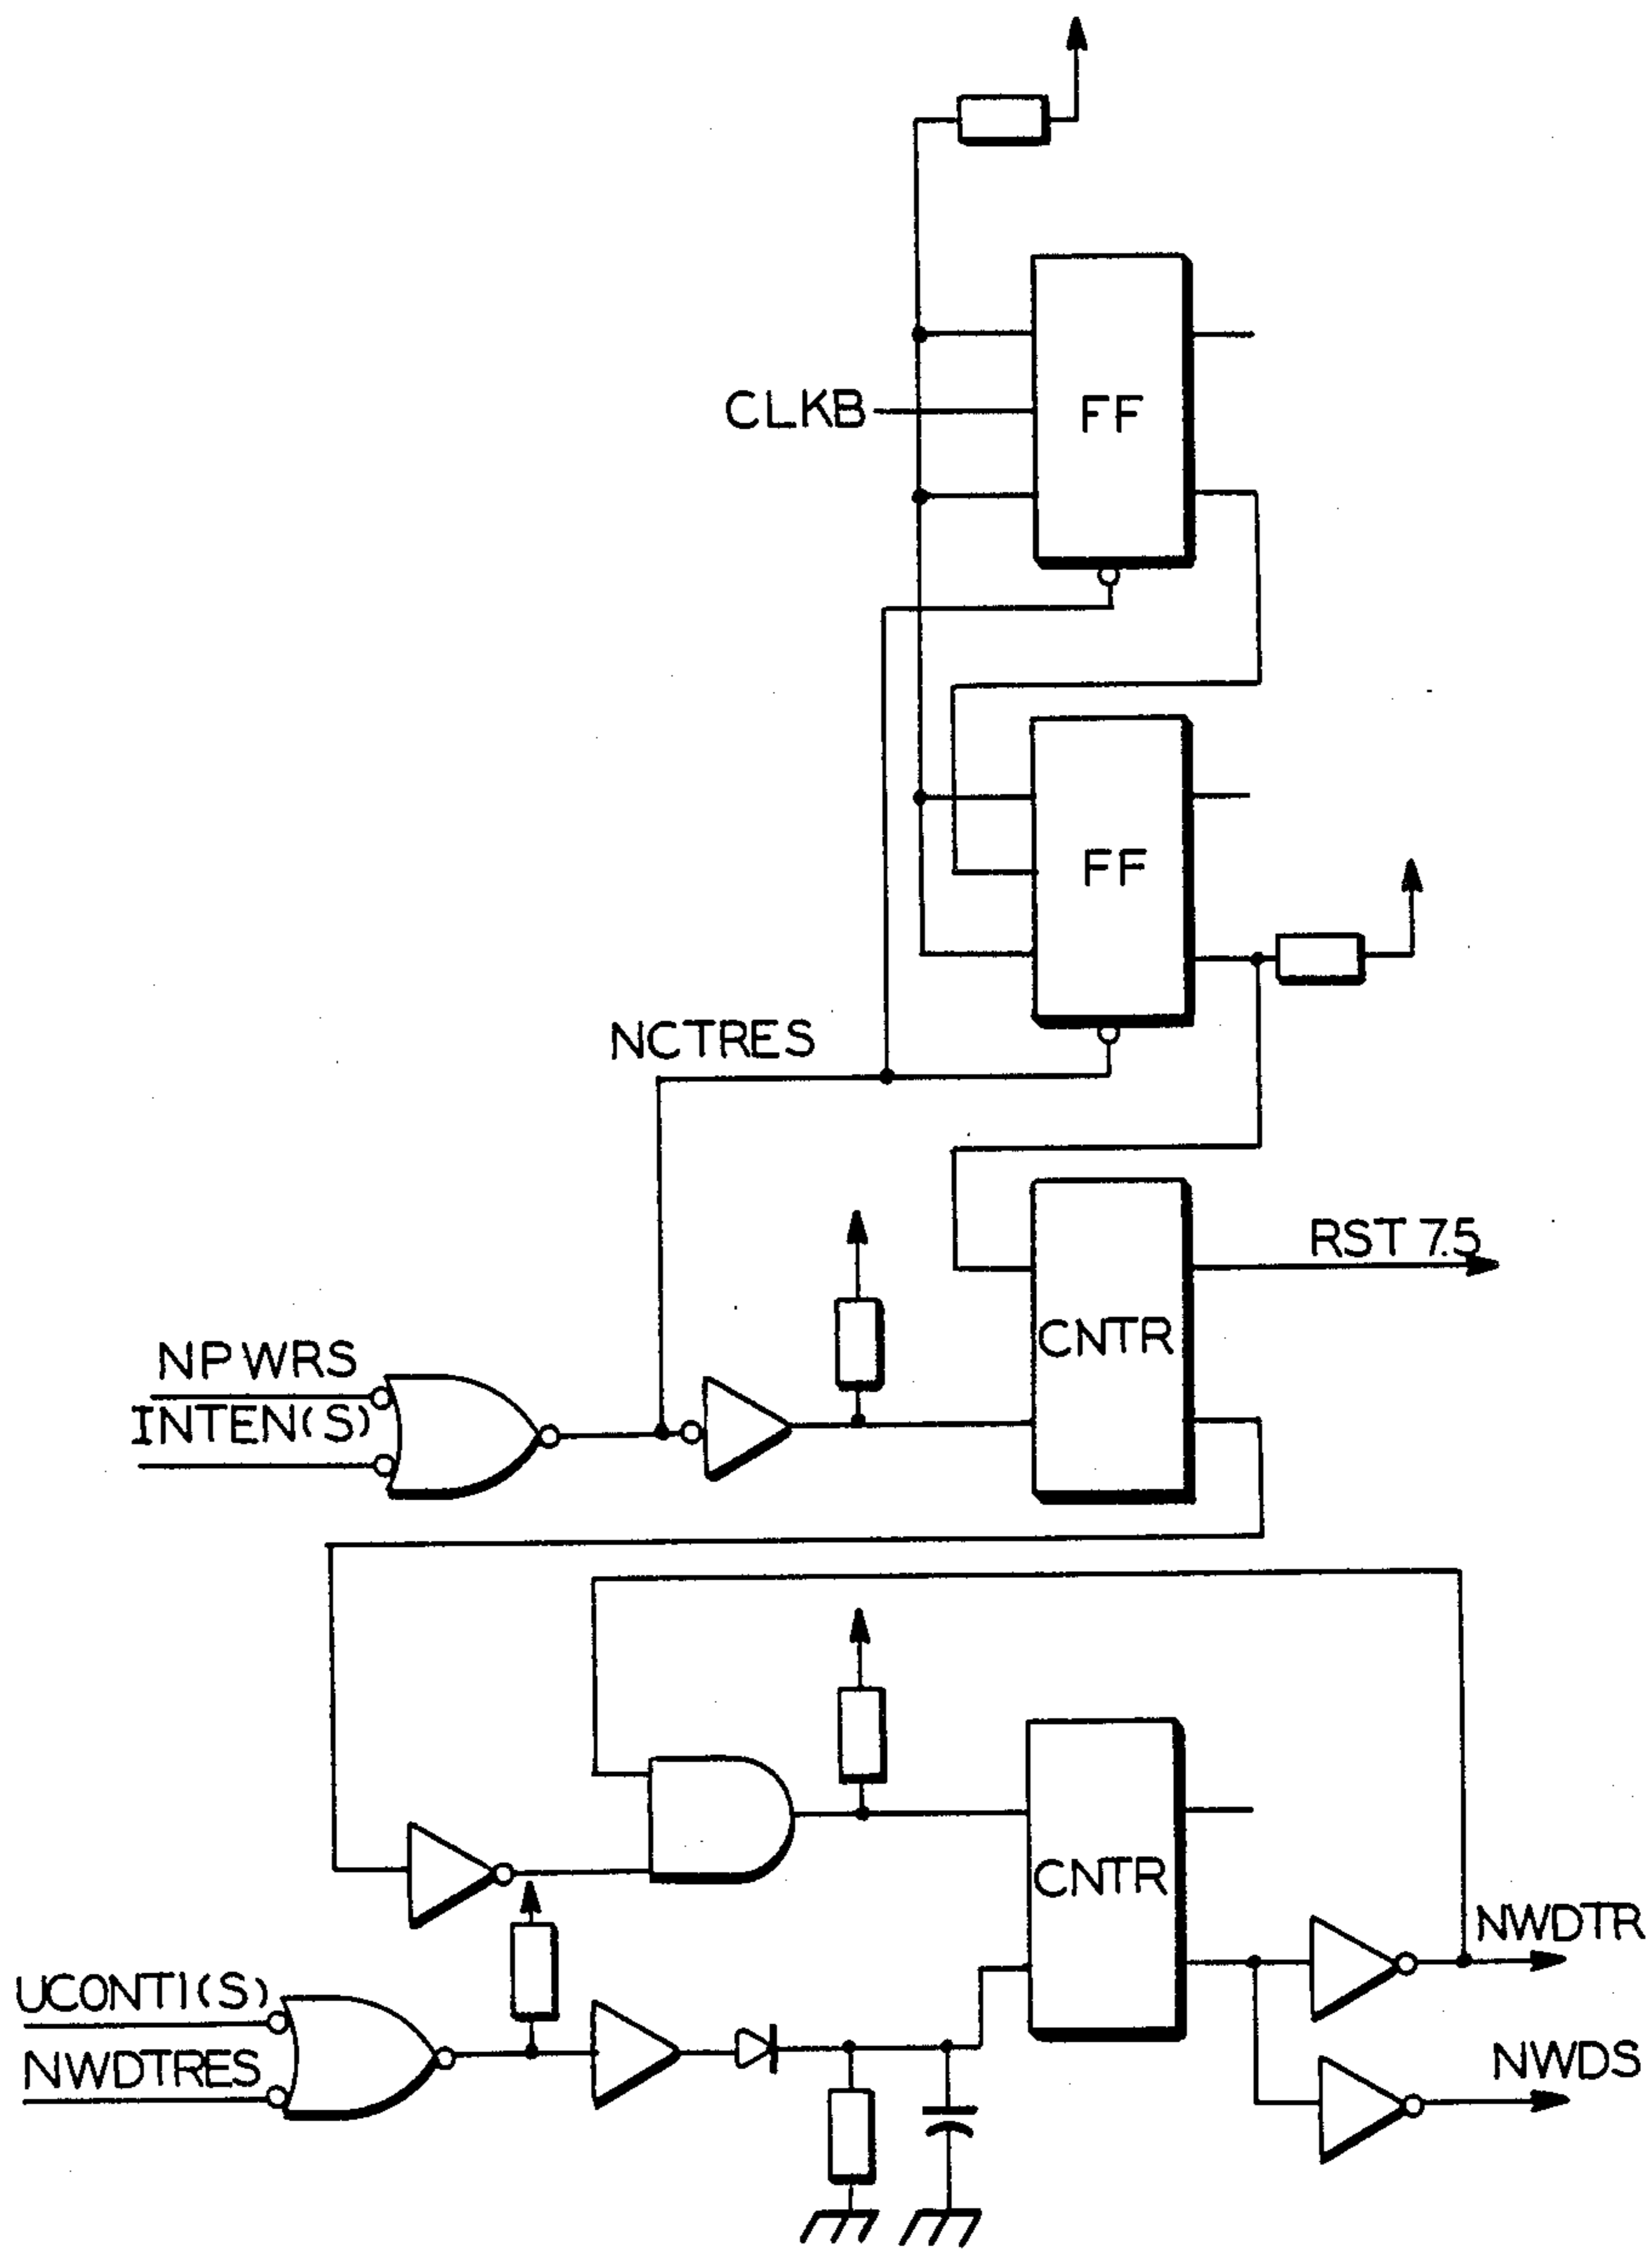 CLKB
FF
FF
NCTRES
RST 7.5
CNTR
NPWRS
INTEN(S)
CNTR
NWDTR
UCONTI(S)
NWDTRES
NWDS